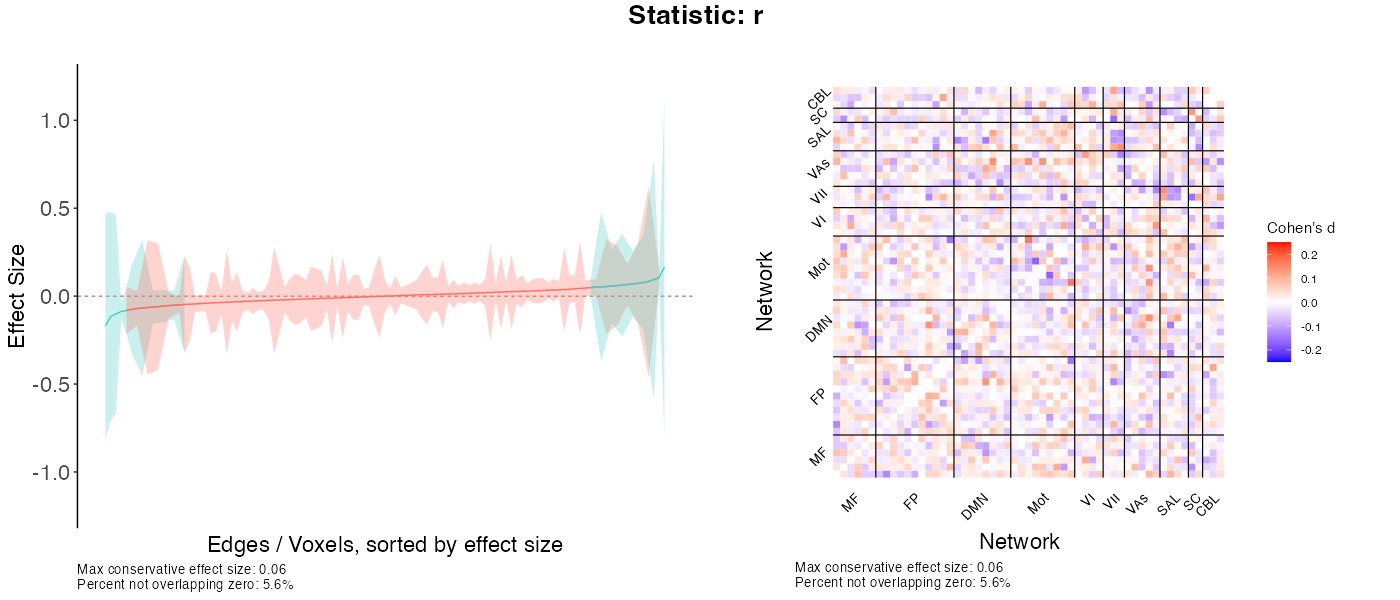 Statistic: r
Effect Size
1.0
0.5
0.0
-0.5
-1.0
Edges / Voxels, sorted by effect size
Max conservative effect size: 0.06
Percent not overlapping zero: 5.6%
Network
CBL
SC
SAL
VAs
VII
VI
Mot
DMN
FP
MF
MF
FP
DMN
Mot
VI
VII
VAs
SAL
SC
CBL
Network
Max conservative effect size: 0.06
Percent not overlapping zero: 5.6%
Cohen's d
0.2
0.1
0.0
-0.1
-0.2